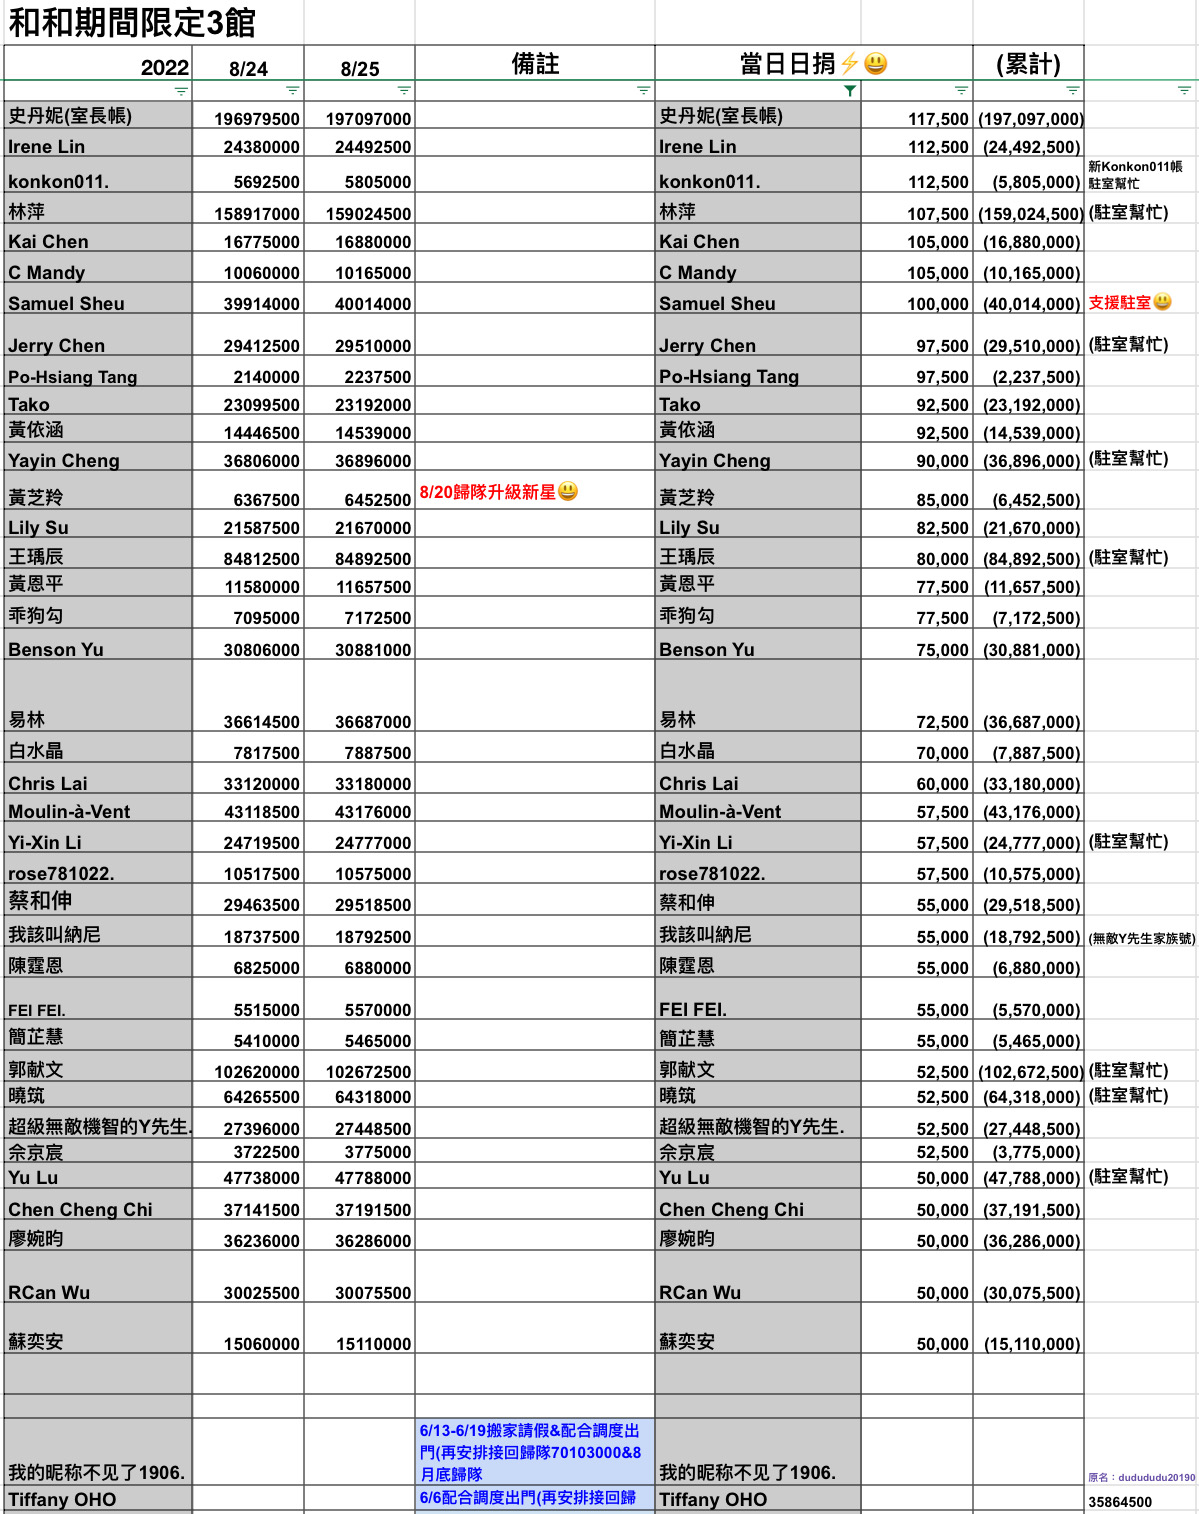 和和期間限定3館
2022 8/24 8/25 備註 當日日捐⚡😃 (累計)
史丹妮(室長帳) 196979500 197097000 史丹妮(室長帳) 117,500 (197,097,000)
Irene Lin 24380000 24492500 Irene Lin 112,500 (24,492,500)
konkon011. 5692500 5805000 konkon011. 112,500 (5,805,000) 新Konkon011帳
駐室幫忙
林萍 158917000 159024500 林萍 107,500 (159,024,500) (駐室幫忙)
Kai Chen 16775000 16880000 Kai Chen 105,000 (16,880,000)
C Mandy 10060000 10165000 C Mandy 105,000 (10,165,000)
Samuel Sheu 39914000 40014000 Samuel Sheu 100,000 (40,014,000) 支援駐室😃
Jerry Chen 29412500 29510000 Jerry Chen 97,500 (29,510,000) (駐室幫忙)
Po-Hsiang Tang 2140000 2237500 Po-Hsiang Tang 97,500 (2,237,500)
Tako 23099500 23192000 Tako 92,500 (23,192,000)
黃依涵 14446500 14539000 黃依涵 92,500 (14,539,000)
Yayin Cheng 36806000 36896000 Yayin Cheng 90,000 (36,896,000) (駐室幫忙)
黃芝羚 6367500 6452500 8/20歸隊升級新星😃 黃芝羚 85,000 (6,452,500)
Lily Su 21587500 21670000 Lily Su 82,500 (21,670,000)
王瑀辰 84812500 84892500 王瑀辰 80,000 (84,892,500) (駐室幫忙)
黃恩平 11580000 11657500 黃恩平 77,500 (11,657,500)
乖狗勾 7095000 7172500 乖狗勾 77,500 (7,172,500)
Benson Yu 30806000 30881000 Benson Yu 75,000 (30,881,000)
易林 36614500 36687000 易林 72,500 (36,687,000)
白水晶 7817500 7887500 白水晶 70,000 (7,887,500)
Chris Lai 33120000 33180000 Chris Lai 60,000 (33,180,000)
Moulin-à-Vent 43118500 43176000 Moulin-à-Vent 57,500 (43,176,000)
Yi-Xin Li 24719500 24777000 Yi-Xin Li 57,500 (24,777,000) (駐室幫忙)
rose781022. 10517500 10575000 rose781022. 57,500 (10,575,000)
蔡和伸 29463500 29518500 蔡和伸 55,000 (29,518,500)
我該叫納尼 18737500 18792500 我該叫納尼 55,000 (18,792,500) (無敵Y先生家族號)
陳霆恩 6825000 6880000 陳霆恩 55,000 (6,880,000)
FEI FEI. 5515000 5570000 FEI FEI. 55,000 (5,570,000)
簡芷慧 5410000 5465000 簡芷慧 55,000 (5,465,000)
郭献文 102620000 102672500 郭献文 52,500 (102,672,500) (駐室幫忙)
曉筑 64265500 64318000 曉筑 52,500 (64,318,000) (駐室幫忙)
超級無敵機智的Y先生. 27396000 27448500 超級無敵機智的Y先生. 52,500 (27,448,500)
佘京宸 3722500 3775000 佘京宸 52,500 (3,775,000)
Yu Lu 47738000 47788000 Yu Lu 50,000 (47,788,000) (駐室幫忙)
Chen Cheng Chi 37141500 37191500 Chen Cheng Chi 50,000 (37,191,500)
廖婉昀 36236000 36286000 廖婉昀 50,000 (36,286,000)
RCan Wu 30025500 30075500 RCan Wu 50,000 (30,075,500)
蘇奕安 15060000 15110000 蘇奕安 50,000 (15,110,000)
6/13-6/19搬家請假&配合調度出
門(再安排接回歸隊70103000&8
我的昵称不见了1906. 月底歸隊 我的昵称不见了1906. 原名：dudududu20190
Tiffany OHO 6/6配合調度出門(再安排接回歸 Tiffany OHO 35864500